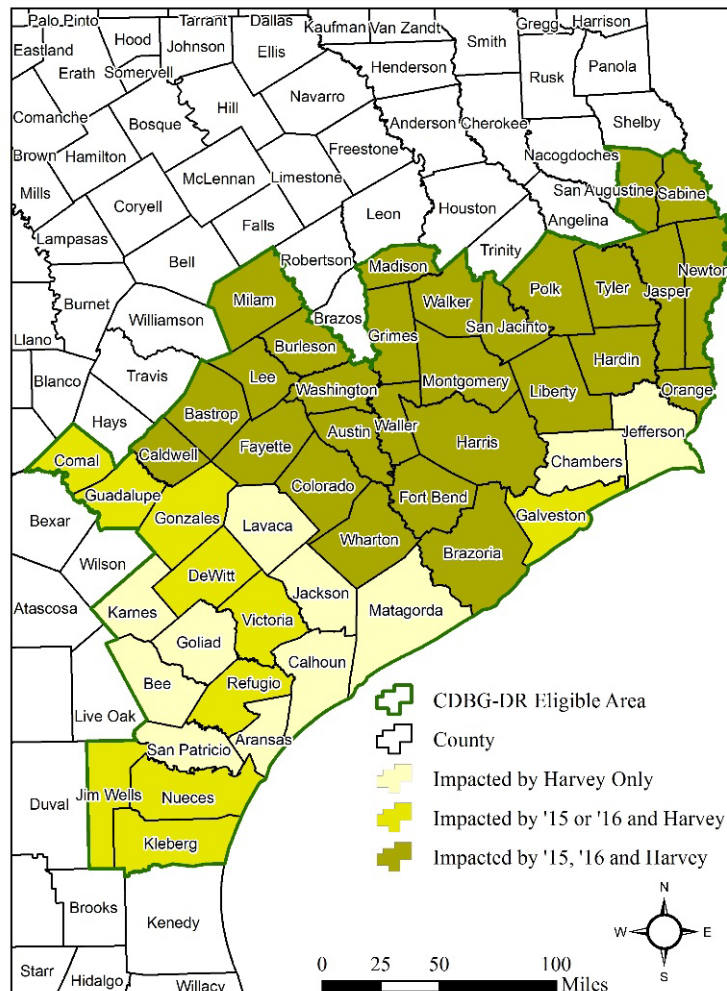 Palo Pinto
Tarrant
Dallas
Kaufman
Van Zandt
Gregg
Harrison
Hood
Johnson
Ellis
Smith
Eastland
Erath
Somervell
Henderson
Rusk
Panola
Navarro
Hill
Comanche
Bosque
Anderson
Cherokee
Shelby
Freestone
Nacogdoches
Brown
Hamilton
McLennan
Limestone
San Augustine
Sabine
Mills
Coryell
Leon
Houston
Angelina
Falls
Lampasas
Trinity
Bell
Robertson
Madison
Newton
Milam
Polk
Tyler
Jasper
Burnet
Williamson
Brazos
Walker
Llano
Grimes
San Jacinto
Burleson
Hardin
Blanco
Travis
Lee
Washington
Montgomery
Liberty
Orange
Hays
Bastrop
Austin
Waller
Harris
Jefferson
Comal
Caldwell
Fayette
Chambers
Guadalupe
Colorado
Fort Bend
Galveston
Bexar
Gonzales
Lavaca
Wharton
Brazoria
Wilson
DeWitt
Jackson
Matagorda
Atascosa
Karnes
Victoria
Goliad
Calhoun
Bee
Refugio
Live Oak
Aransas
San Patricio
Duval
Jim Wells
Nueces
Kleberg
Brooks
Kenedy
Starr
Hidalgo
Willacy
CDBG-DR Eligible Area
County
Impacted by Harvey Only
Impacted by '15 or '16 and Harvey
Impacted by '15, '16 and Harvey
N
W
E
S
0 25 50 100
Miles